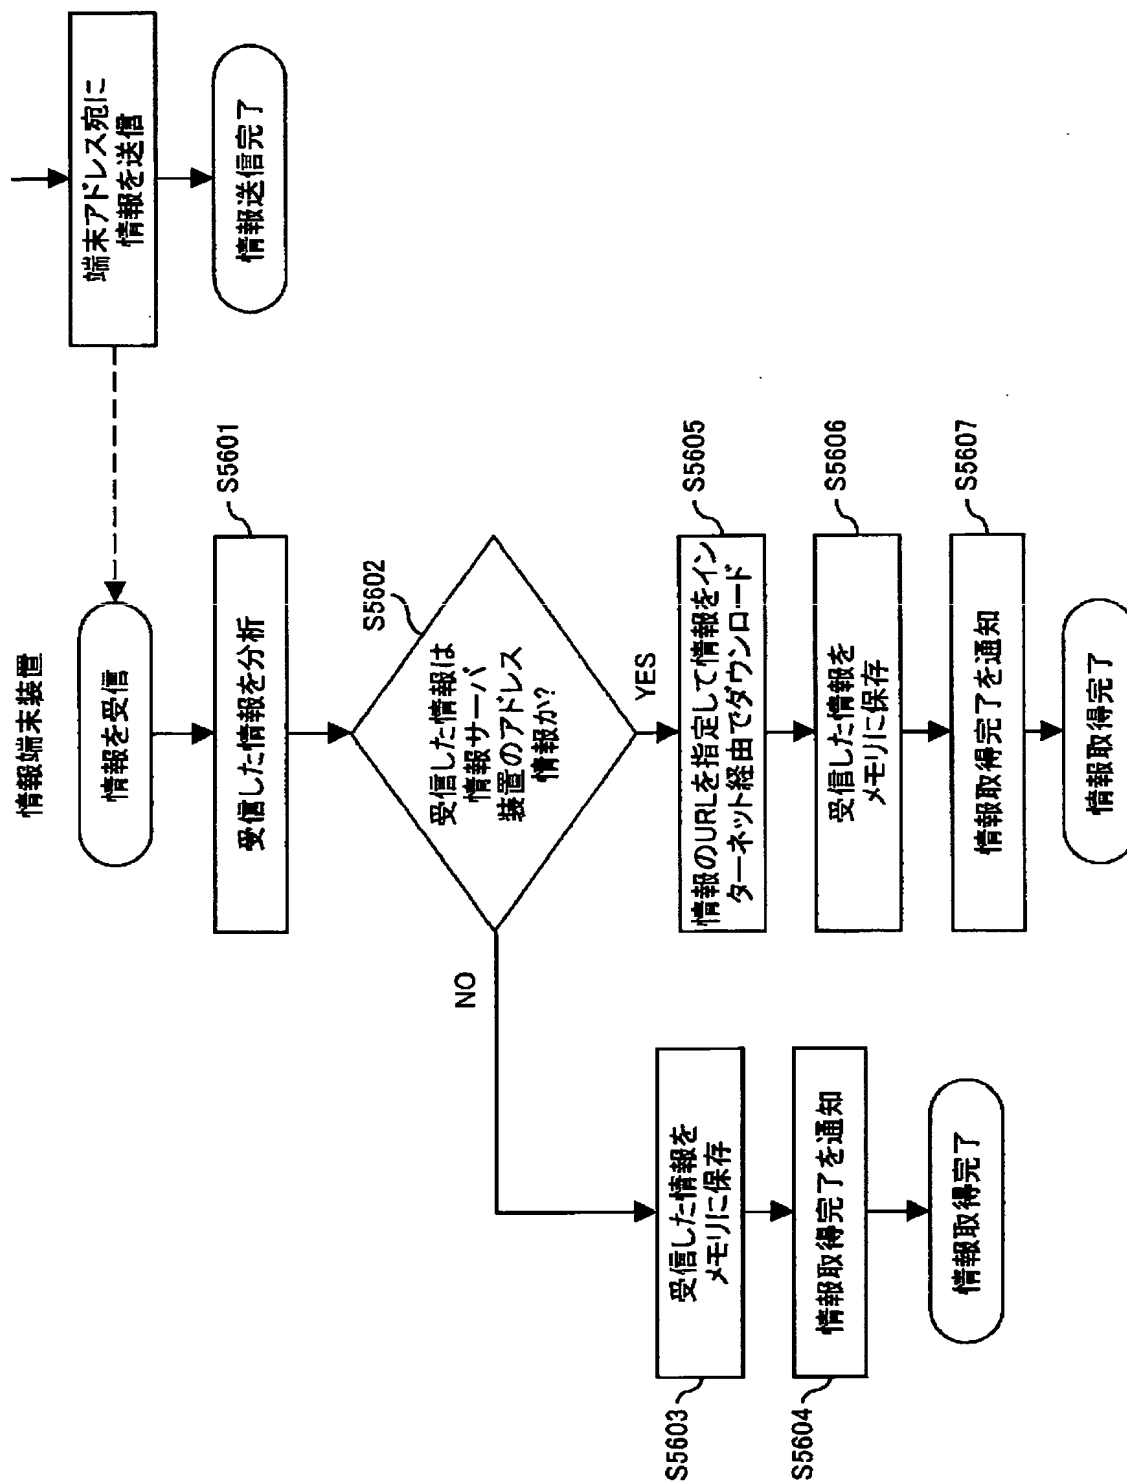 端末アドレス宛に
情報を送信
情報送信完了
情報端末装置
情報を受信
受信した情報を分析
S5601
受信した情報は
情報サーバ
装置のアドレス
情報か?
S5602
NO
YES
受信した情報を
メモリに保存
S5603
情報取得完了を通知
S5604
情報取得完了
情報のURLを指定して情報をイン
ターネット経由でダウンロード
S5605
受信した情報を
メモリに保存
S5606
情報取得完了を通知
S5607
情報取得完了